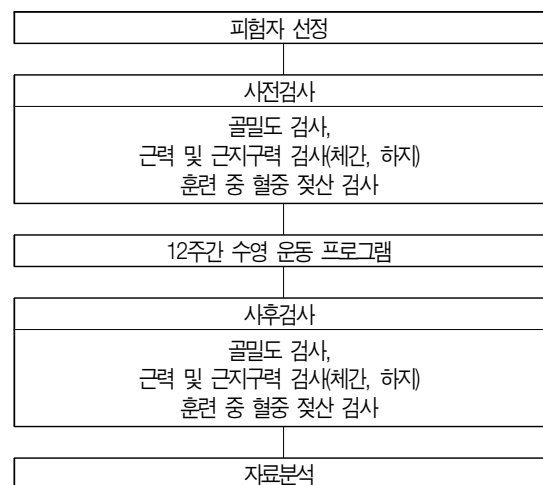 피험자 선정
사전검사
골밀도 검사,
근력 및 근지구력 검사(체간, 하지)
훈련 중 혈중 젖산 검사
12주간 수영 운동 프로그램
사후검사
골밀도 검사,
근력 및 근지구력 검사(체간, 하지)
훈련 중 혈중 젖산 검사
자료분석